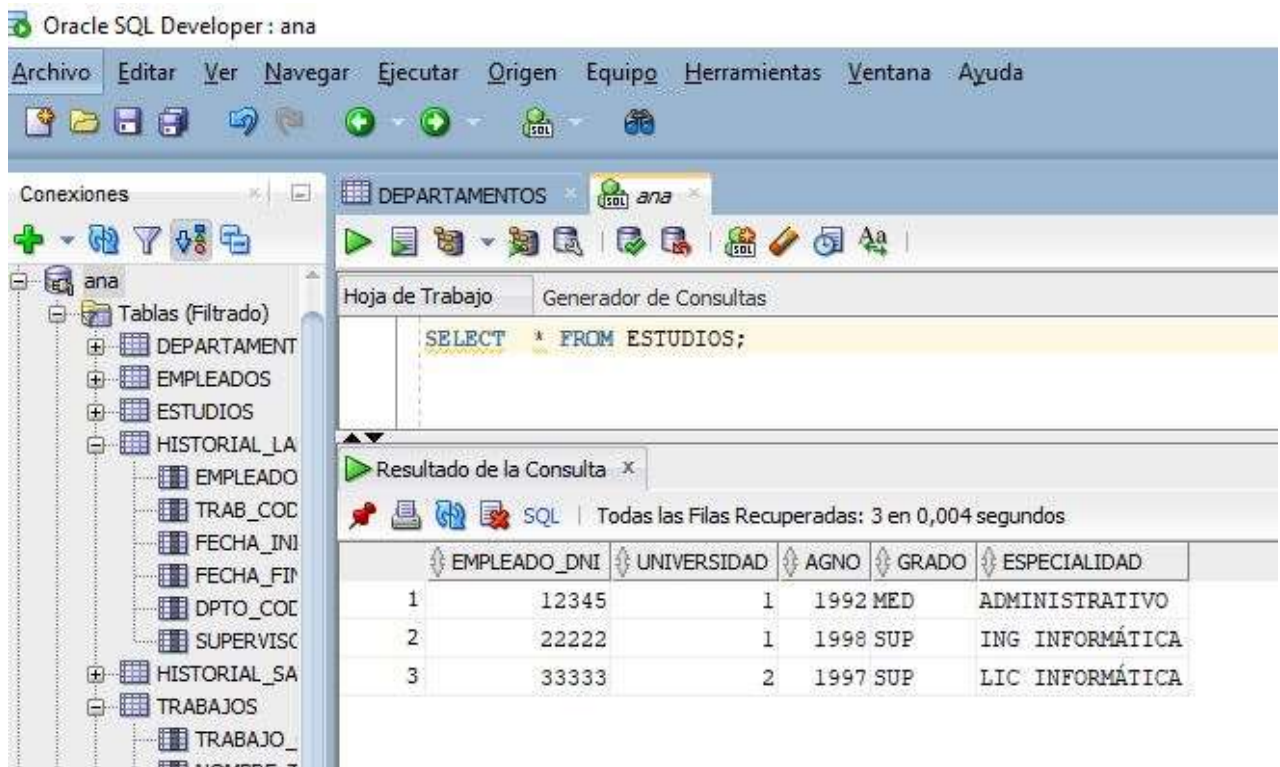 Oracle SQL Developer : ana
Archivo Editar Ver Navegar Ejecutar Origen Equipo Herramientas Ventana Ayuda
Conexiones
ana
Tablas (Filtrado)
DEPARTAMENT
EMPLEADOS
ESTUDIOS
HISTORIAL_LA
EMPLEADO
TRAB_COD
FECHA_INI
FECHA_FIN
DPTO_COD
SUPERVISO
HISTORIAL_SA
TRABAJOS
TRABAJO_
DEPARTAMENTOS ana
Hoja de Trabajo Generador de Consultas
SELECT * FROM ESTUDIOS;
Resultado de la Consulta
SQL | Todas las Filas Recuperadas: 3 en 0,004 segundos
EMPLEADO_DNI UNIVERSIDAD AGNO GRADO ESPECIALIDAD
1 12345 1 1992 MED ADMINISTRATIVO
2 22222 1 1998 SUP ING INFORMÁTICA
3 33333 2 1997 SUP LIC INFORMÁTICA